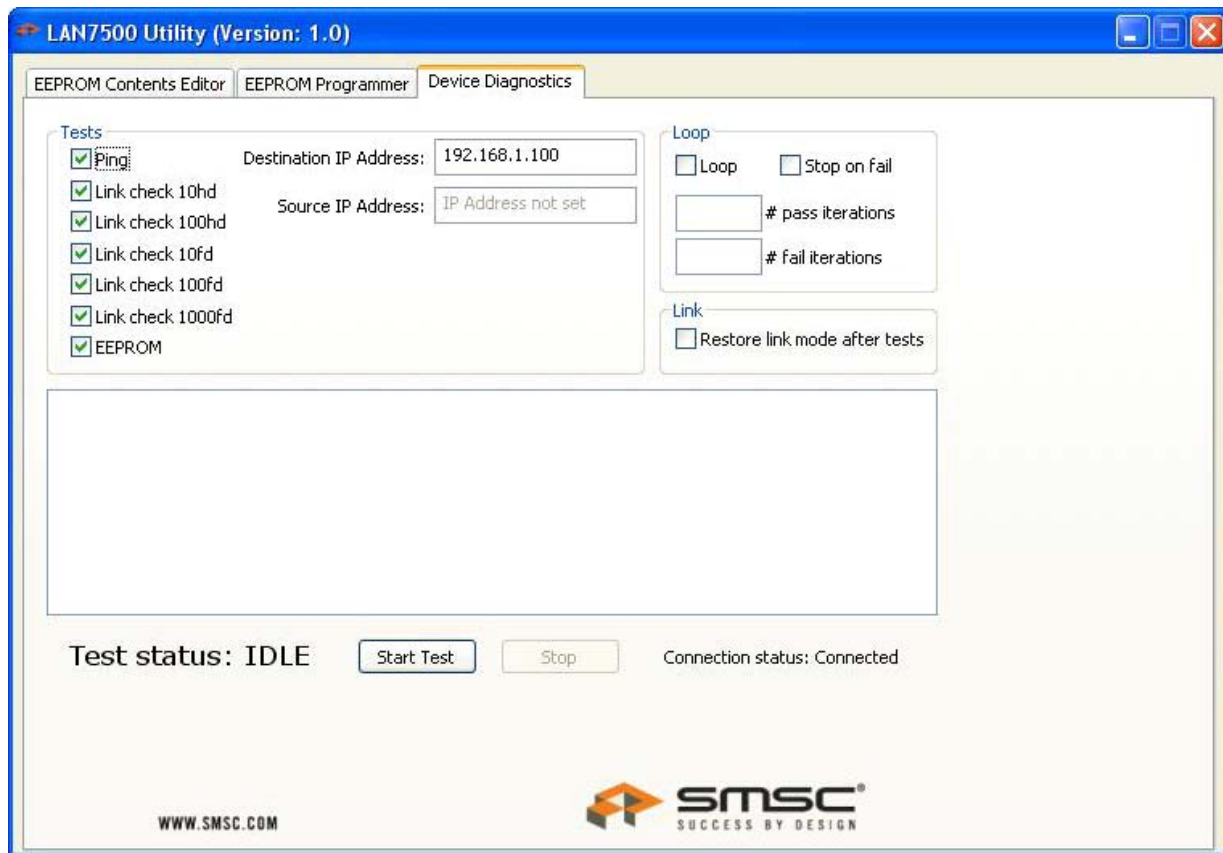 LAN7500 Utility (Version: 1.0)
EEPROM Contents Editor
EEPROM Programmer
Device Diagnostics
Tests
Ping
Destination IP Address:
192.168.1.100
Link check 10hd
Source IP Address:
IP Address not set
Link check 100hd
Link check 10fd
Link check 100fd
Link check 1000fd
EEPROM
Loop
Loop
Stop on fail
# pass iterations
# fail iterations
Link
Restore link mode after tests
Test status: IDLE
Start Test
Stop
Connection status: Connected
WWW.SMSC.COM
smsc®
SUCCESS BY DESIGN